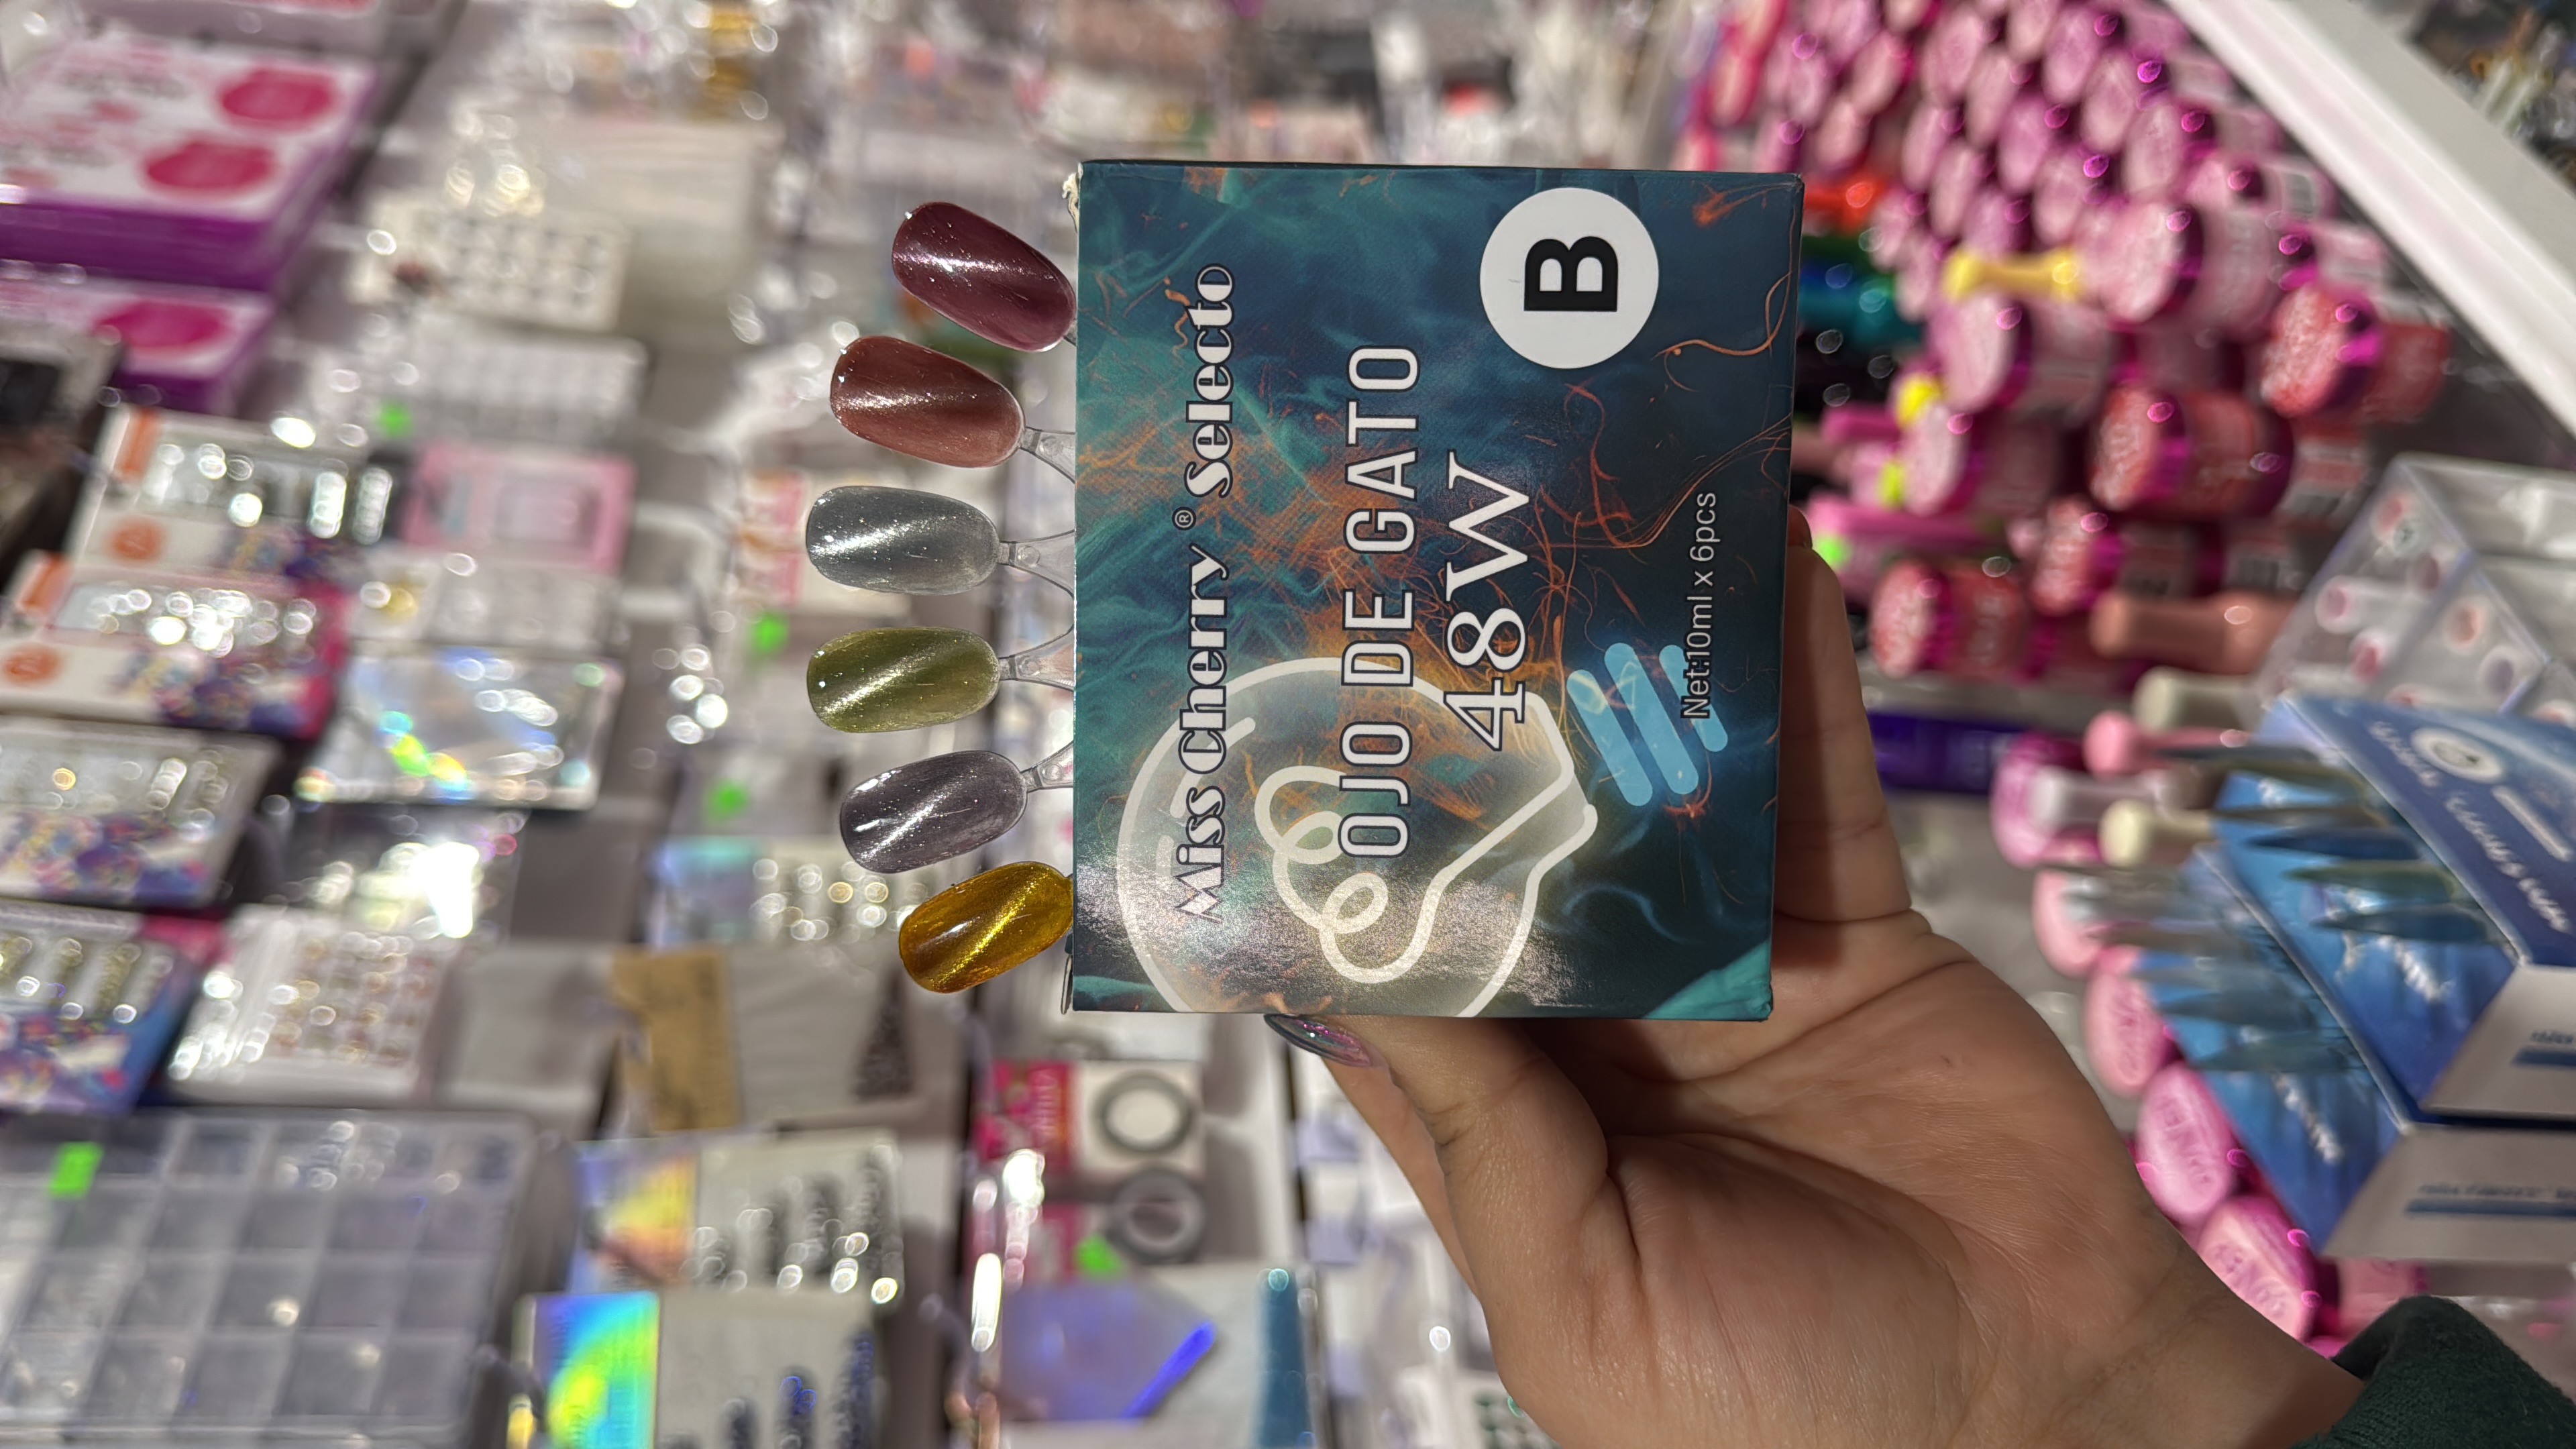 Miss Cherry ® Selecto
OJO DE GATO
48W
B
Net:10ml x 6pcs